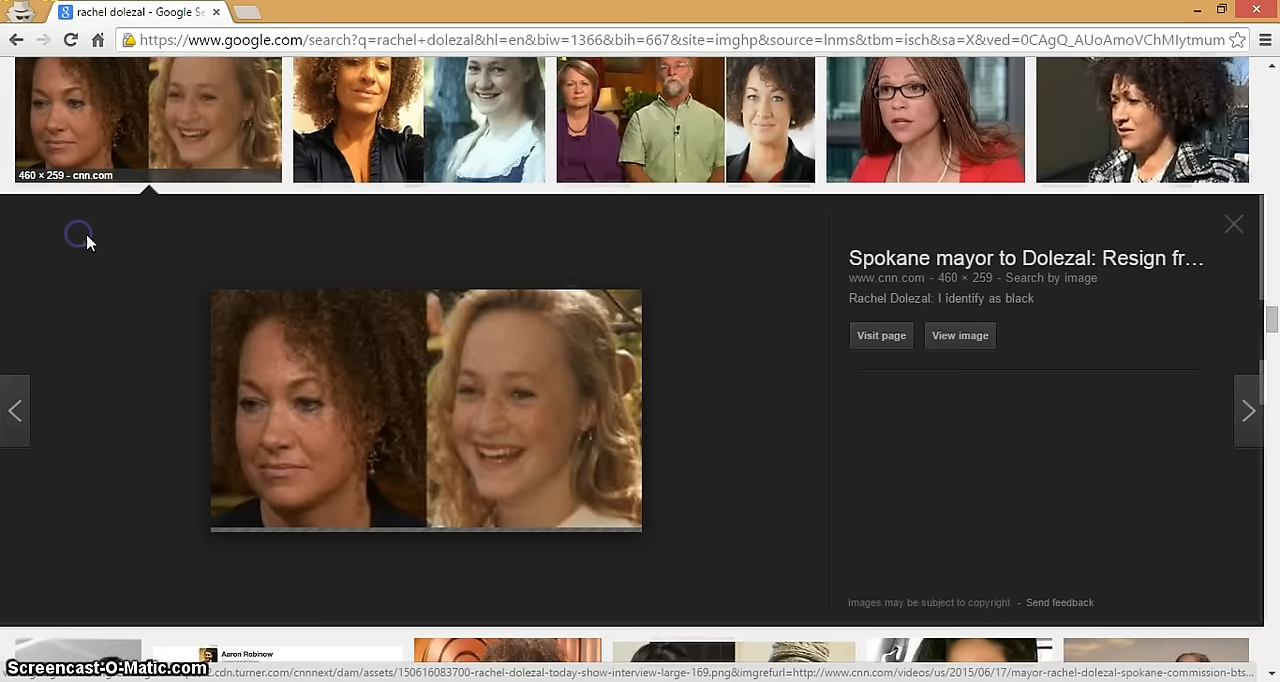 rachel dolezal - Google Se
https://www.google.com/search?q=rachel+dolezal&hl=en&biw=1366&bih=667&site=imghp&source=lnms&tbm=isch&sa=X&ved=0CAgQ_AUoAmoVChMIytmum
460 × 259 - cnn.com
Spokane mayor to Dolezal: Resign fr...
www.cnn.com - 460 × 259 - Search by image
Rachel Dolezal: I identify as black
Visit page
View image
Images may be subject to copyright. - Send feedback
Aaron Robinow
Screencast-O-Matic.com
2.cdn.turner.com/cnnnext/dam/assets/150616083700-rachel-dolezal-today-show-interview-large-169.png&imgrefurl=http://www.cnn.com/videos/us/2015/06/17/mayor-rachel-dolezal-spokane-commission-bts...